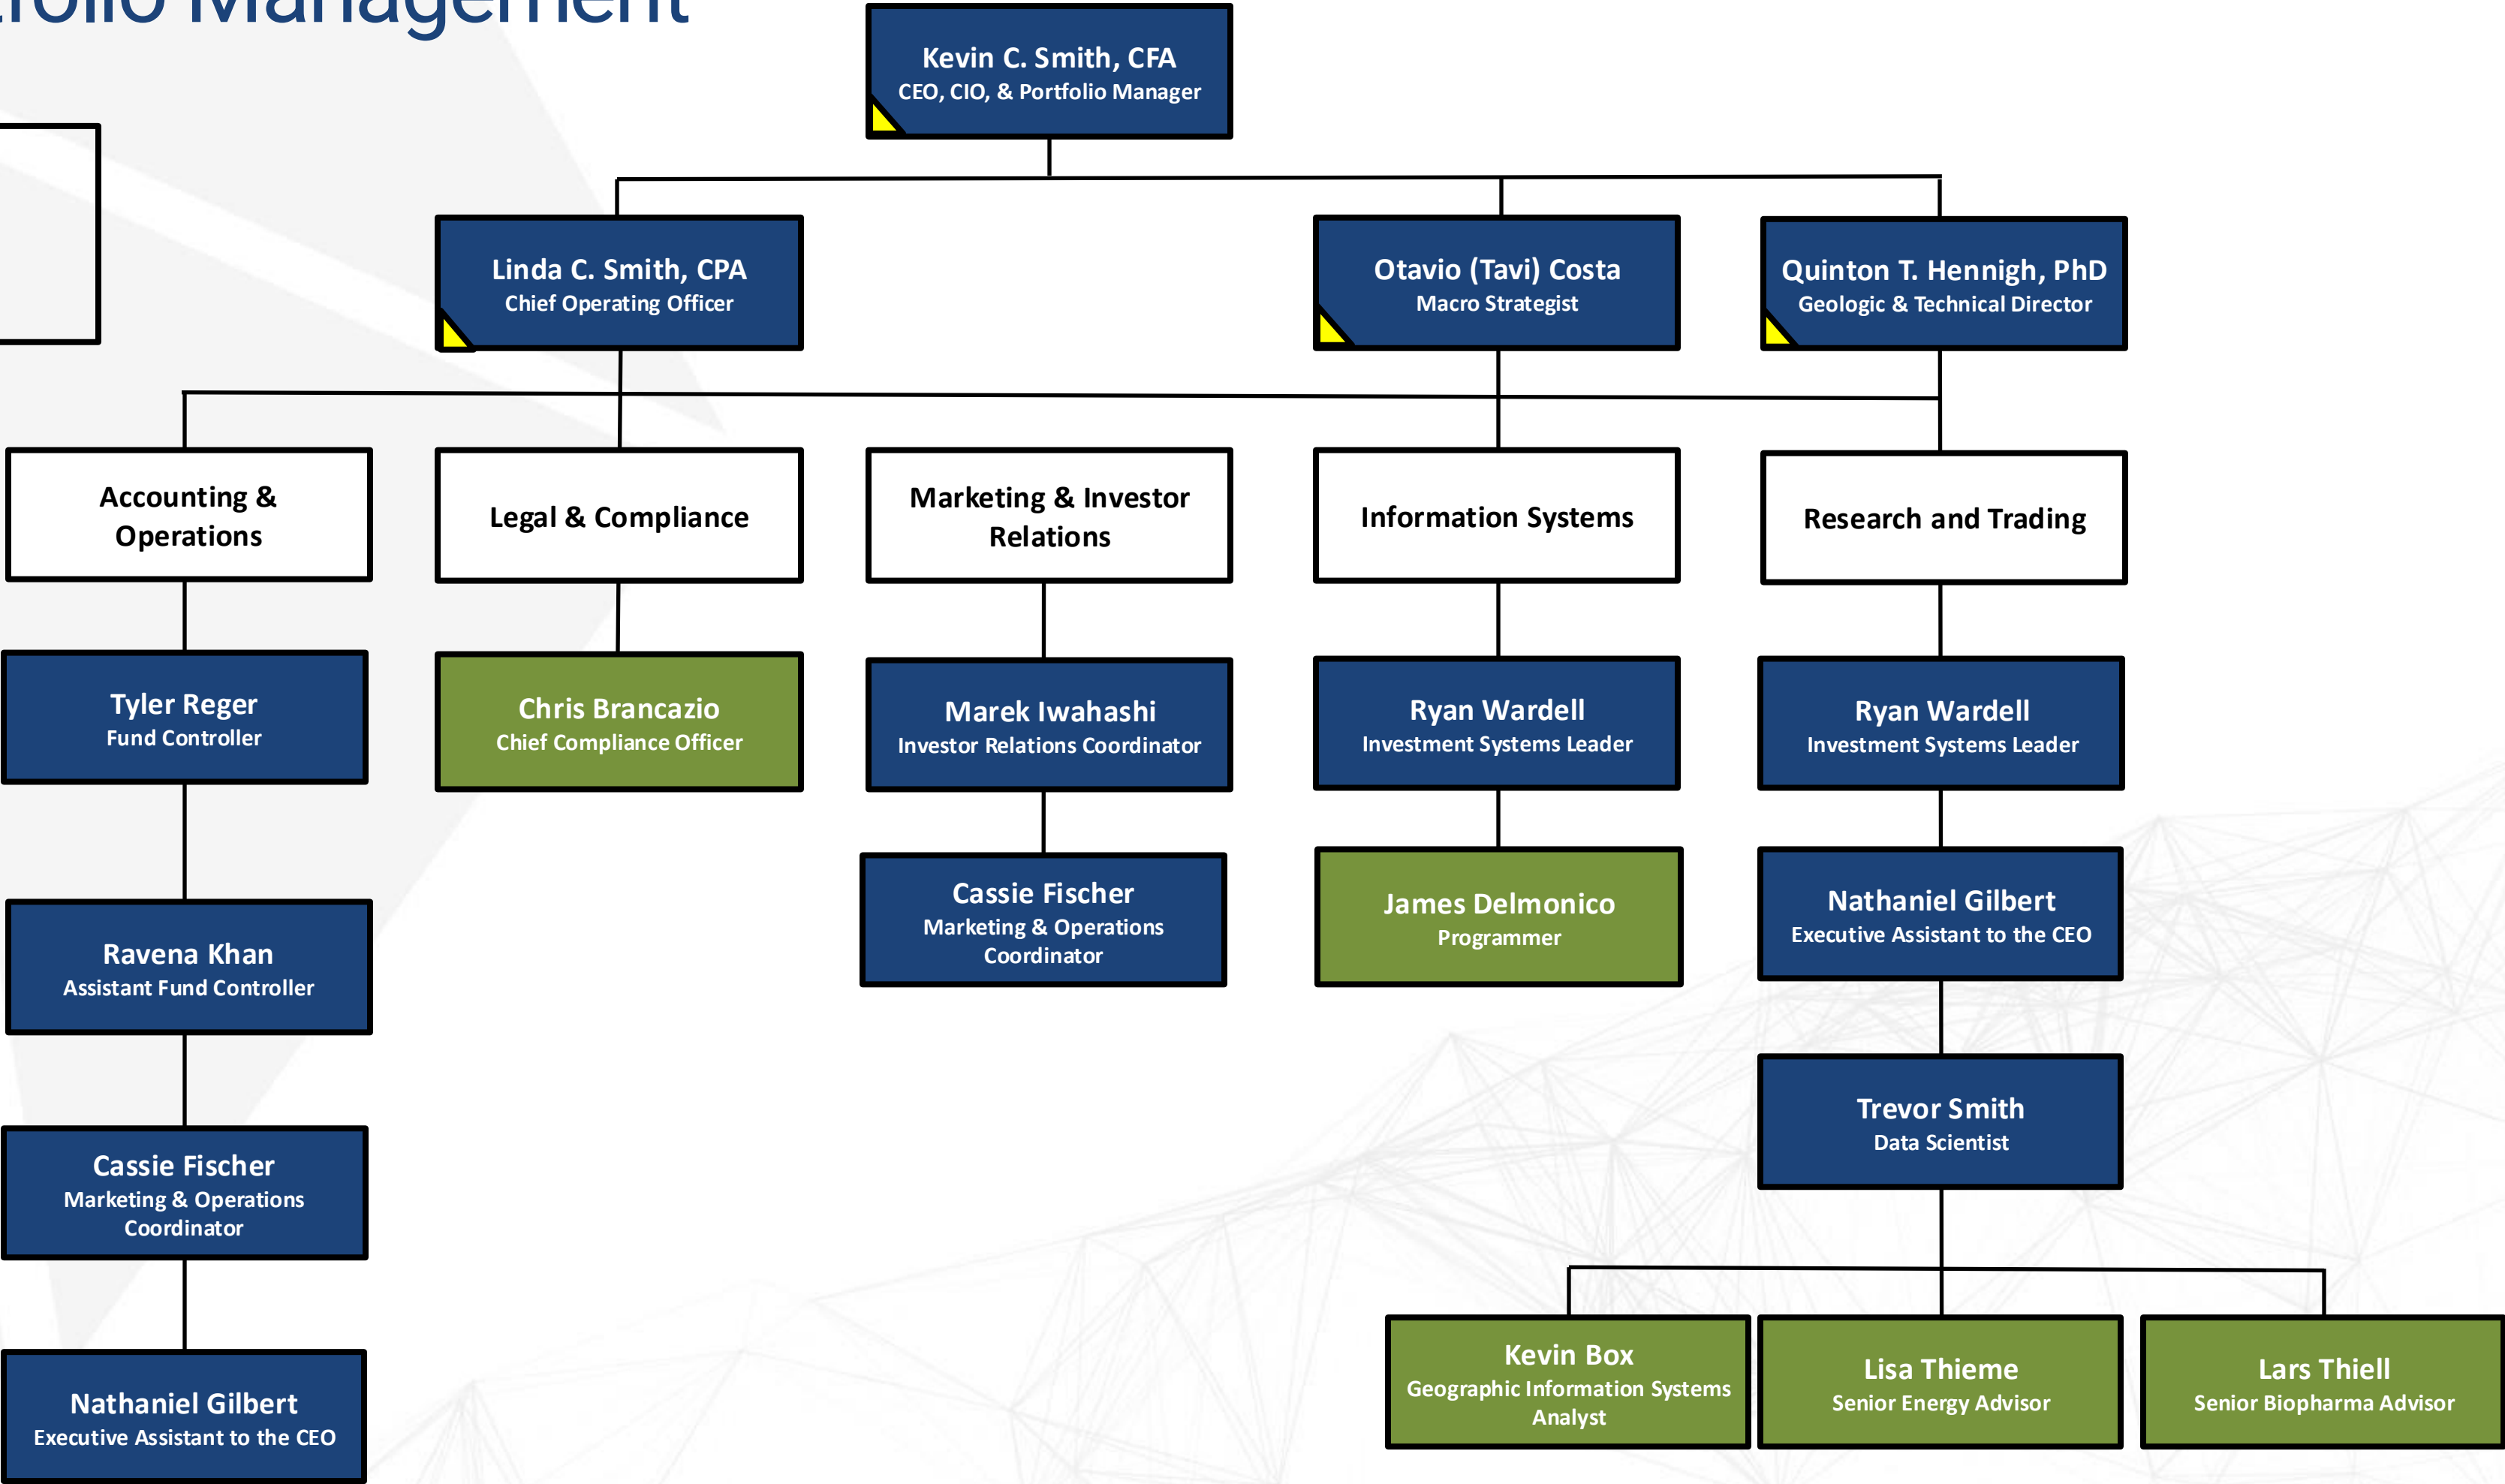 Management
Kevin C. Smith, CFA
CEO, CIO, & Portfolio Manager
Linda C. Smith, CPA
Chief Operating Officer
Otavio (Tavi) Costa
Macro Strategist
Quinton T. Hennigh, PhD
Geologic & Technical Director
Accounting &
Operations
Legal & Compliance
Marketing & Investor
Relations
Information Systems
Research and Trading
Tyler Reger
Fund Controller
Chris Brancazio
Chief Compliance Officer
Marek Iwahashi
Investor Relations Coordinator
Ryan Wardell
Investment Systems Leader
Ryan Wardell
Investment Systems Leader
Ravena Khan
Assistant Fund Controller
Cassie Fischer
Marketing & Operations
Coordinator
James Delmonico
Programmer
Nathaniel Gilbert
Executive Assistant to the CEO
Cassie Fischer
Marketing & Operations
Coordinator
Trevor Smith
Data Scientist
Nathaniel Gilbert
Executive Assistant to the CEO
Kevin Box
Geographic Information Systems
Analyst
Lisa Thieme
Senior Energy Advisor
Lars Thiell
Senior Biopharma Advisor